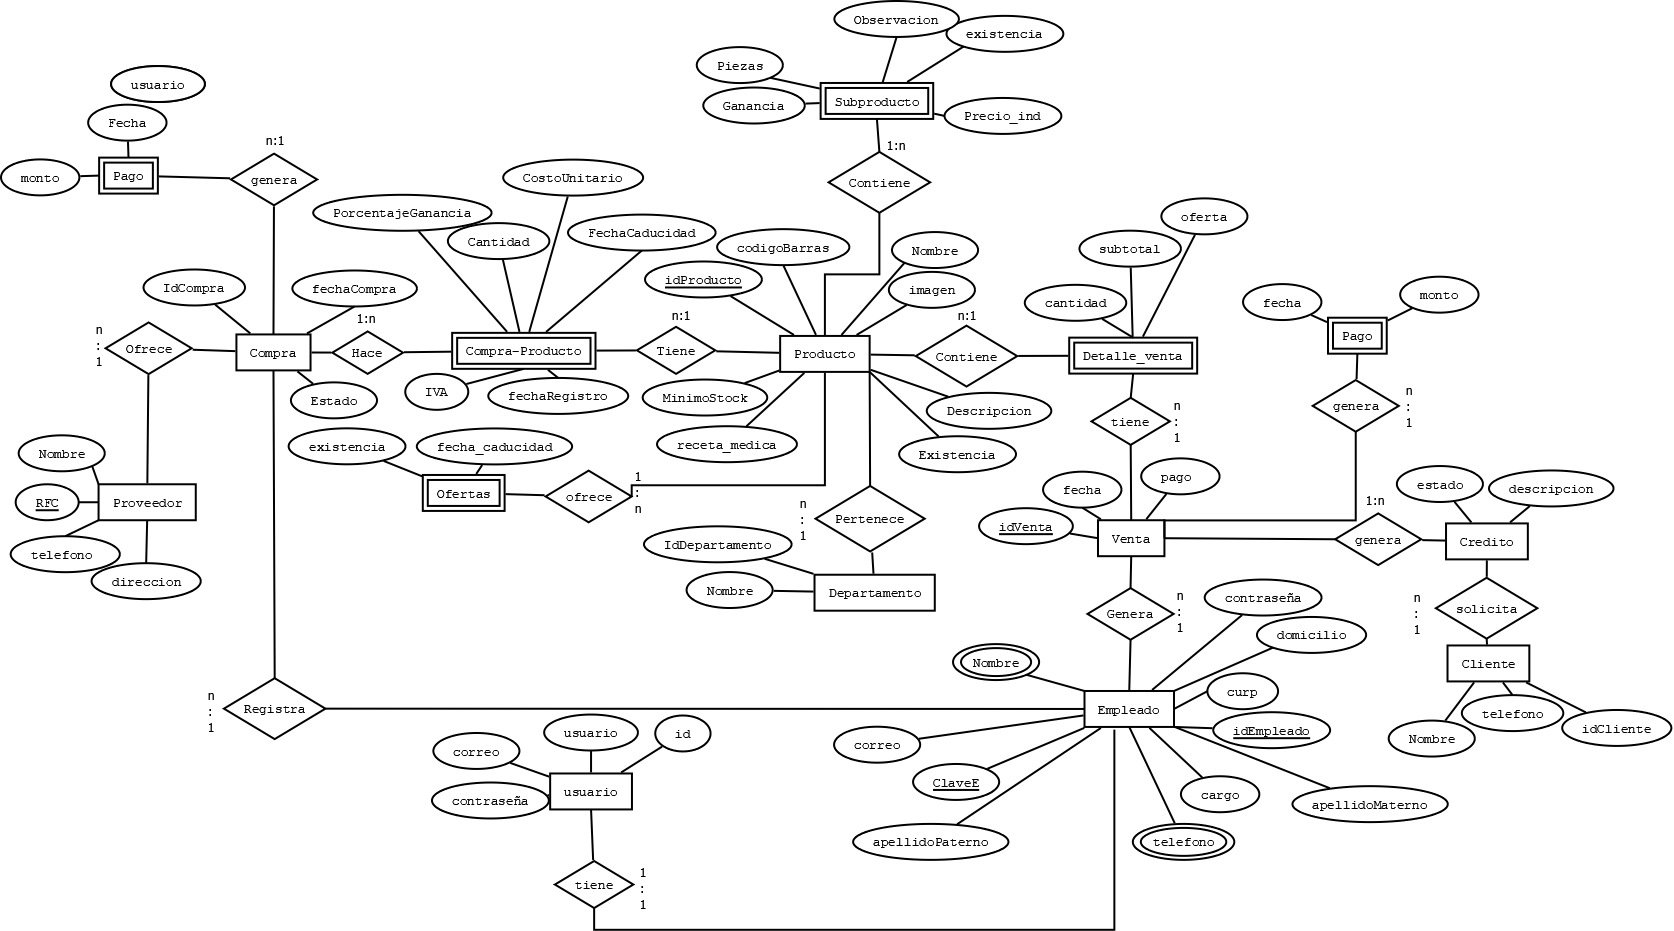 Observacion
existencia
Piezas
usuario
Subproducto
Ganancia
Precio_ind
Fecha
n:1
1:n
Pago
monto
genera
CostoUnitario
Contiene
PorcentajeGanancia
oferta
FechaCaducidad
Cantidad
codigoBarras
Nombre
subtotal
idProducto
IdCompra
fechaCompra
imagen
cantidad
fecha
monto
n
:
1
1:n
n:1
n:1
Ofrece
Compra
Hace
Compra-Producto
Tiene
Producto
Contiene
Detalle_venta
Pago
IVA
fechaRegistro
MinimoStock
Estado
Descripcion
tiene
n
:
1
genera
n
:
1
existencia
fecha_caducidad
receta_medica
Existencia
Nombre
Ofertas
ofrece
1
:
n
RFC
Proveedor
fecha
pago
estado
descripcion
n
:
1
Pertenece
idVenta
Venta
1:n
genera
Credito
telefono
direccion
IdDepartamento
Nombre
Departamento
Genera
n
:
1
contraseña
n
:
1
solicita
domicilio
Nombre
Cliente
curp
n
:
1
Registra
Empleado
idEmpleado
telefono
idCliente
Nombre
usuario
id
correo
correo
usuario
contraseña
ClaveE
cargo
apellidoMaterno
apellidoPaterno
telefono
tiene
1
:
1